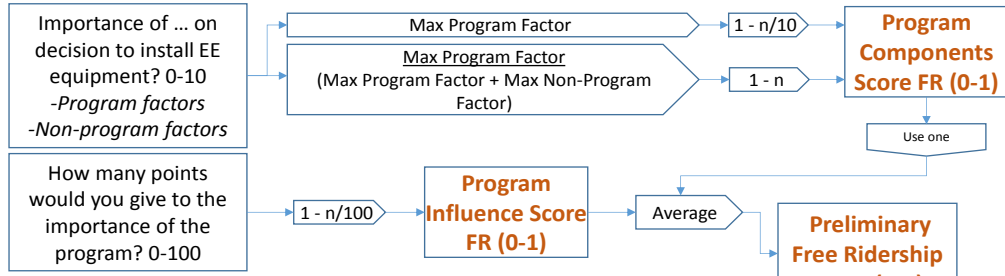 Importance of ... on
decision to install EE
equipment? 0-10
-Program factors
-Non-program factors
Max Program Factor
1 - n/10
Max Program Factor
(Max Program Factor + Max Non-Program
Factor)
1 - n
Program
Components
Score FR (0-1)
Use one
How many points
would you give to the
importance of the
program? 0-100
1 - n/100
Program
Influence Score
FR (0-1)
Average
Preliminary
Free Ridership